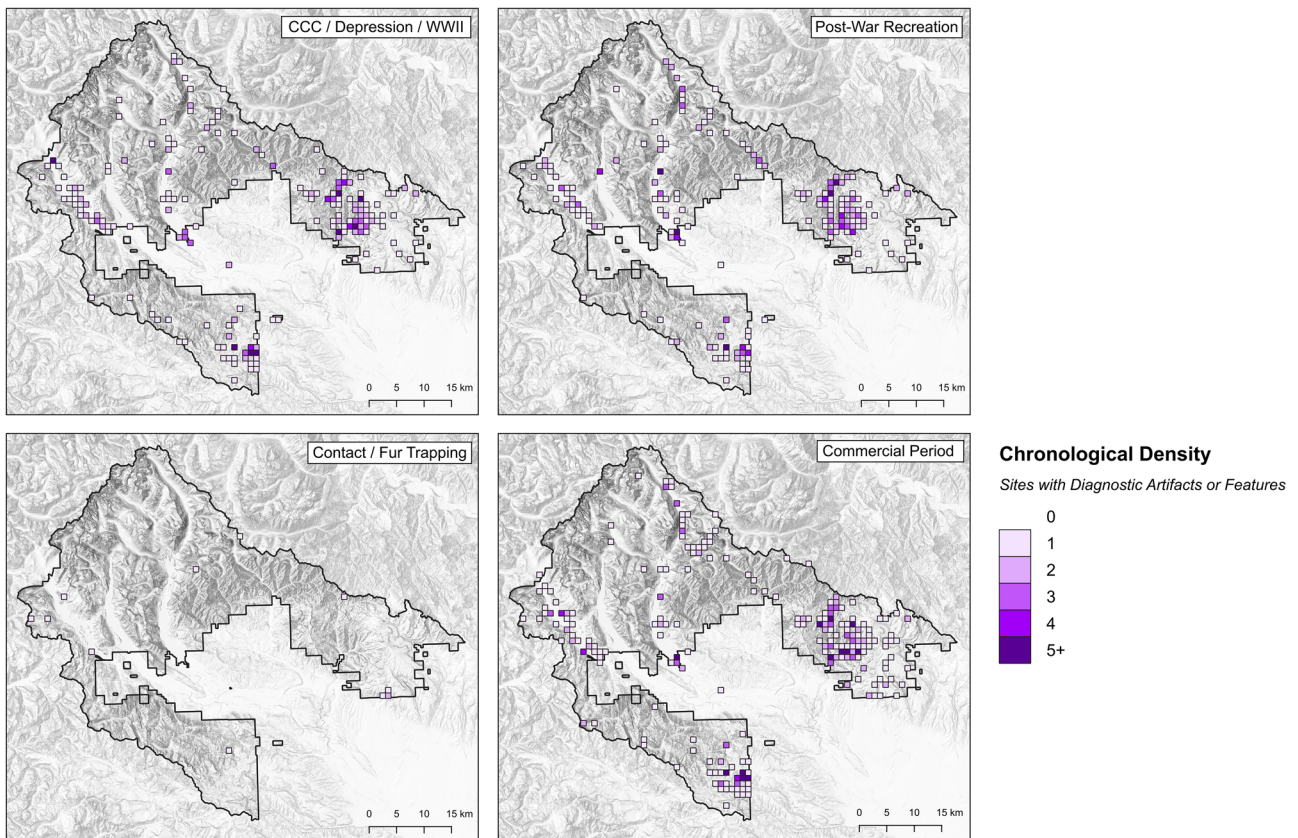 CCC / Depression / WWII
0 5 10 15 km
Post-War Recreation
0 5 10 15 km
Contact / Fur Trapping
0 5 10 15 km
Commercial Period
0 5 10 15 km
Chronological Density
Sites with Diagnostic Artifacts or Features
0
1
2
3
4
5+